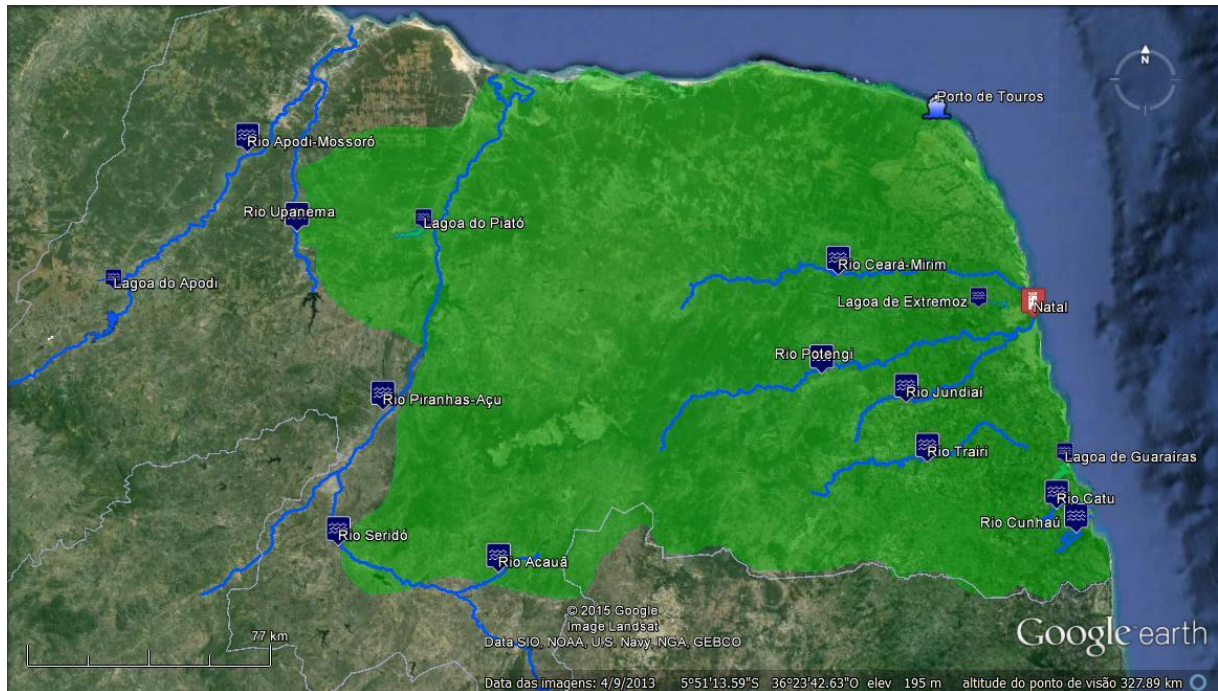 N
Porto de Touros
Rio Apodi-Mossoró
Rio Upanema
Lagoa do Piató
Rio Ceará-Mirim
Lagoa do Apodi
Lagoa de Extremoz
Natal
Rio Potengi
Rio Jundiaí
Rio Piranhas-Açu
Rio Trairi
Lagoa de Guaraíras
Rio Catu
Rio Cunhaú
Rio Seridó
Rio Acauã
© 2015 Google
Image Landsat
Data SIO, NOAA, U.S. Navy, NGA, GEBCO
77 km
Google earth
Data das imagens: 4/9/2013 5°51'13.59"S 36°23'42.63"O elev 195 m altitude do ponto de visão 327.89 km